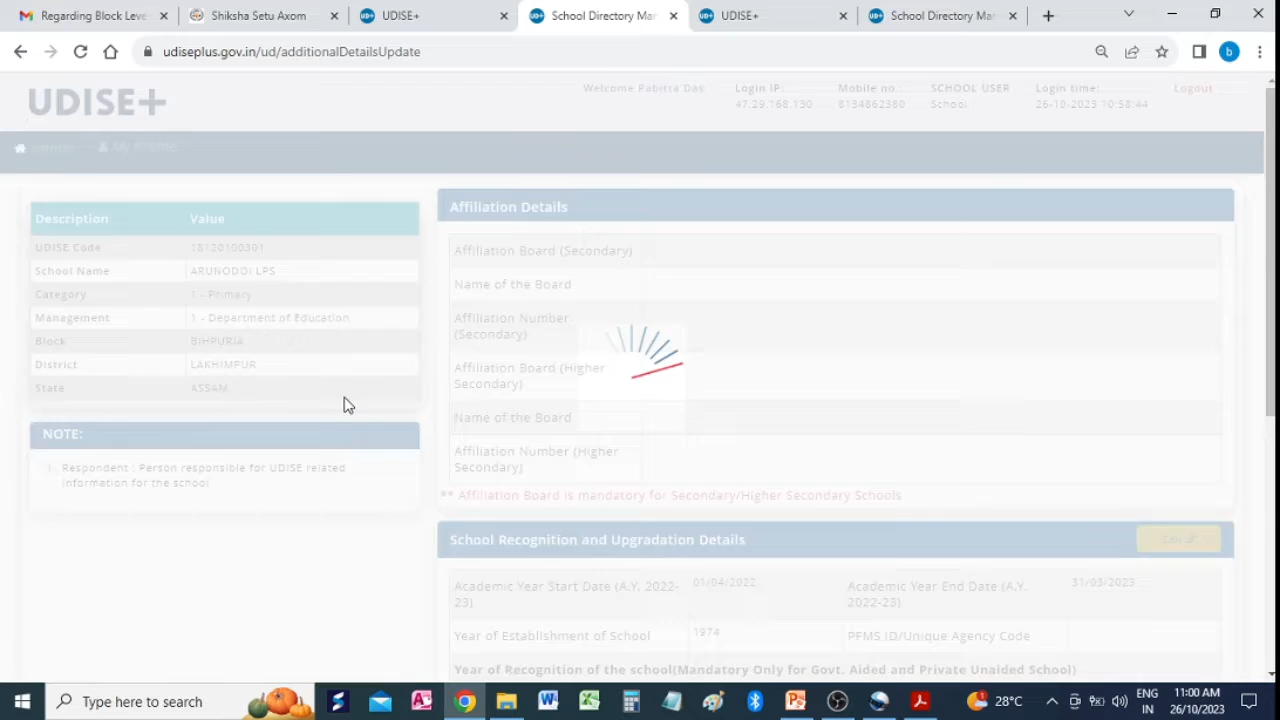 Regarding Block Leve
Shiksha Setu Axom
UDISE+
School Directory Ma
UDISE+
School Directory Ma
udiseplus.gov.in/ud/additionalDetailsUpdate
b
UDISE+
Welcome Pabitra Das
Login IP:
47.29.168.130
Mobile no.:
8134862380
SCHOOL USER
School
Login time:
26-10-2023 10:58:44
Logout
My Profile
Description Value
UDISE Code 18120100301
School Name ARUNODOI LPS
Category 1 - Primary
Management 1 - Department of Education
Block BIHPURIA
District LAKHIMPUR
State ASSAM
NOTE:
1. Respondent : Person responsible for UDISE related
information for the school
Affiliation Details
Affiliation Board (Secondary)
Name of the Board
Affiliation Number
(Secondary)
Affiliation Board (Higher
Secondary)
Name of the Board
Affiliation Number (Higher
Secondary)
** Affiliation Board is mandatory for Secondary/Higher Secondary Schools
School Recognition and Upgradation Details
Edit
Academic Year Start Date (A.Y. 2022-
23)
01/04/2022
Academic Year End Date (A.Y.
2022-23)
31/03/2023
Year of Establishment of School 1974 PFMS ID/Unique Agency Code
Year of Recognition of the school(Mandatory Only for Govt. Aided and Private Unaided School)
Type here to search
28°C
ENG
IN
11:00 AM
26/10/2023